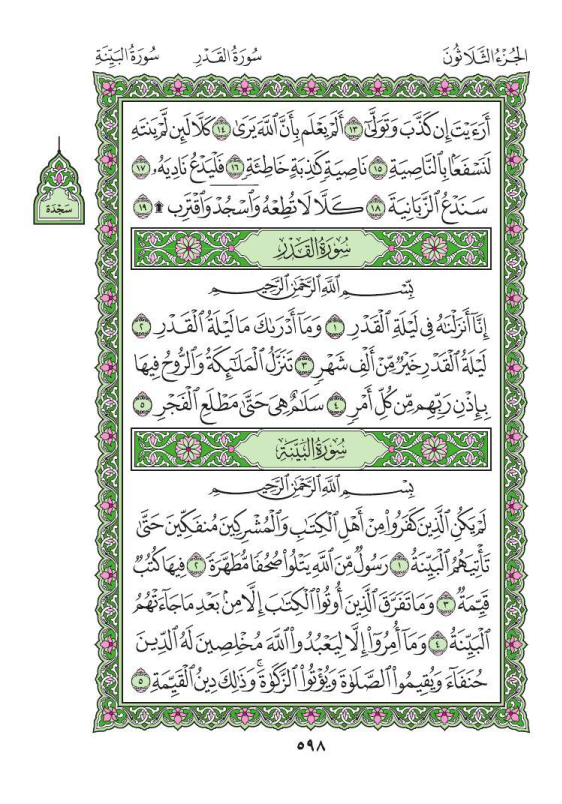 الجُزْءُ الثَّلَاثُونَ سُورَةُ القَدْرِ سُورَةُ البَيِّنَةِ
أَرَءَيْتَ إِن كَذَّبَ وَتَوَلَّىٰٓ ١٣ أَلَمْ يَعْلَم بِأَنَّ ٱللَّهَ يَرَىٰ ١٤ كَلَّا لَئِن لَّمْ يَنتَهِ
لَنَسْفَعًۢا بِٱلنَّاصِيَةِ ١٥ نَاصِيَةٍ كَٰذِبَةٍ خَاطِئَةٍ ١٦ فَلْيَدْعُ نَادِيَهُۥ ١٧
سَنَدْعُ ٱلزَّبَانِيَةَ ١٨ كَلَّا لَا تُطِعْهُ وَٱسْجُدْ وَٱقْتَرِب ۩ ١٩
سَجْدَة
سُورَةُ القَدْرِ
بِسْمِ ٱللَّهِ ٱلرَّحْمَٰنِ ٱلرَّحِيمِ
إِنَّآ أَنزَلْنَٰهُ فِى لَيْلَةِ ٱلْقَدْرِ ١ وَمَآ أَدْرَىٰكَ مَا لَيْلَةُ ٱلْقَدْرِ ٢
لَيْلَةُ ٱلْقَدْرِ خَيْرٌ مِّنْ أَلْفِ شَهْرٍ ٣ تَنَزَّلُ ٱلْمَلَٰٓئِكَةُ وَٱلرُّوحُ فِيهَا
بِإِذْنِ رَبِّهِم مِّن كُلِّ أَمْرٍ ٤ سَلَٰمٌ هِىَ حَتَّىٰ مَطْلَعِ ٱلْفَجْرِ ٥
سُورَةُ البَيِّنَةِ
بِسْمِ ٱللَّهِ ٱلرَّحْمَٰنِ ٱلرَّحِيمِ
لَمْ يَكُنِ ٱلَّذِينَ كَفَرُوا۟ مِنْ أَهْلِ ٱلْكِتَٰبِ وَٱلْمُشْرِكِينَ مُنفَكِّينَ حَتَّىٰ
تَأْتِيَهُمُ ٱلْبَيِّنَةُ ١ رَسُولٌ مِّنَ ٱللَّهِ يَتْلُوا۟ صُحُفًا مُّطَهَّرَةً ٢ فِيهَا كُتُبٌ
قَيِّمَةٌ ٣ وَمَا تَفَرَّقَ ٱلَّذِينَ أُوتُوا۟ ٱلْكِتَٰبَ إِلَّا مِنۢ بَعْدِ مَا جَآءَتْهُمُ
ٱلْبَيِّنَةُ ٤ وَمَآ أُمِرُوٓا۟ إِلَّا لِيَعْبُدُوا۟ ٱللَّهَ مُخْلِصِينَ لَهُ ٱلدِّينَ
حُنَفَآءَ وَيُقِيمُوا۟ ٱلصَّلَوٰةَ وَيُؤْتُوا۟ ٱلزَّكَوٰةَ ۚ وَذَٰلِكَ دِينُ ٱلْقَيِّمَةِ ٥
٥٩٨